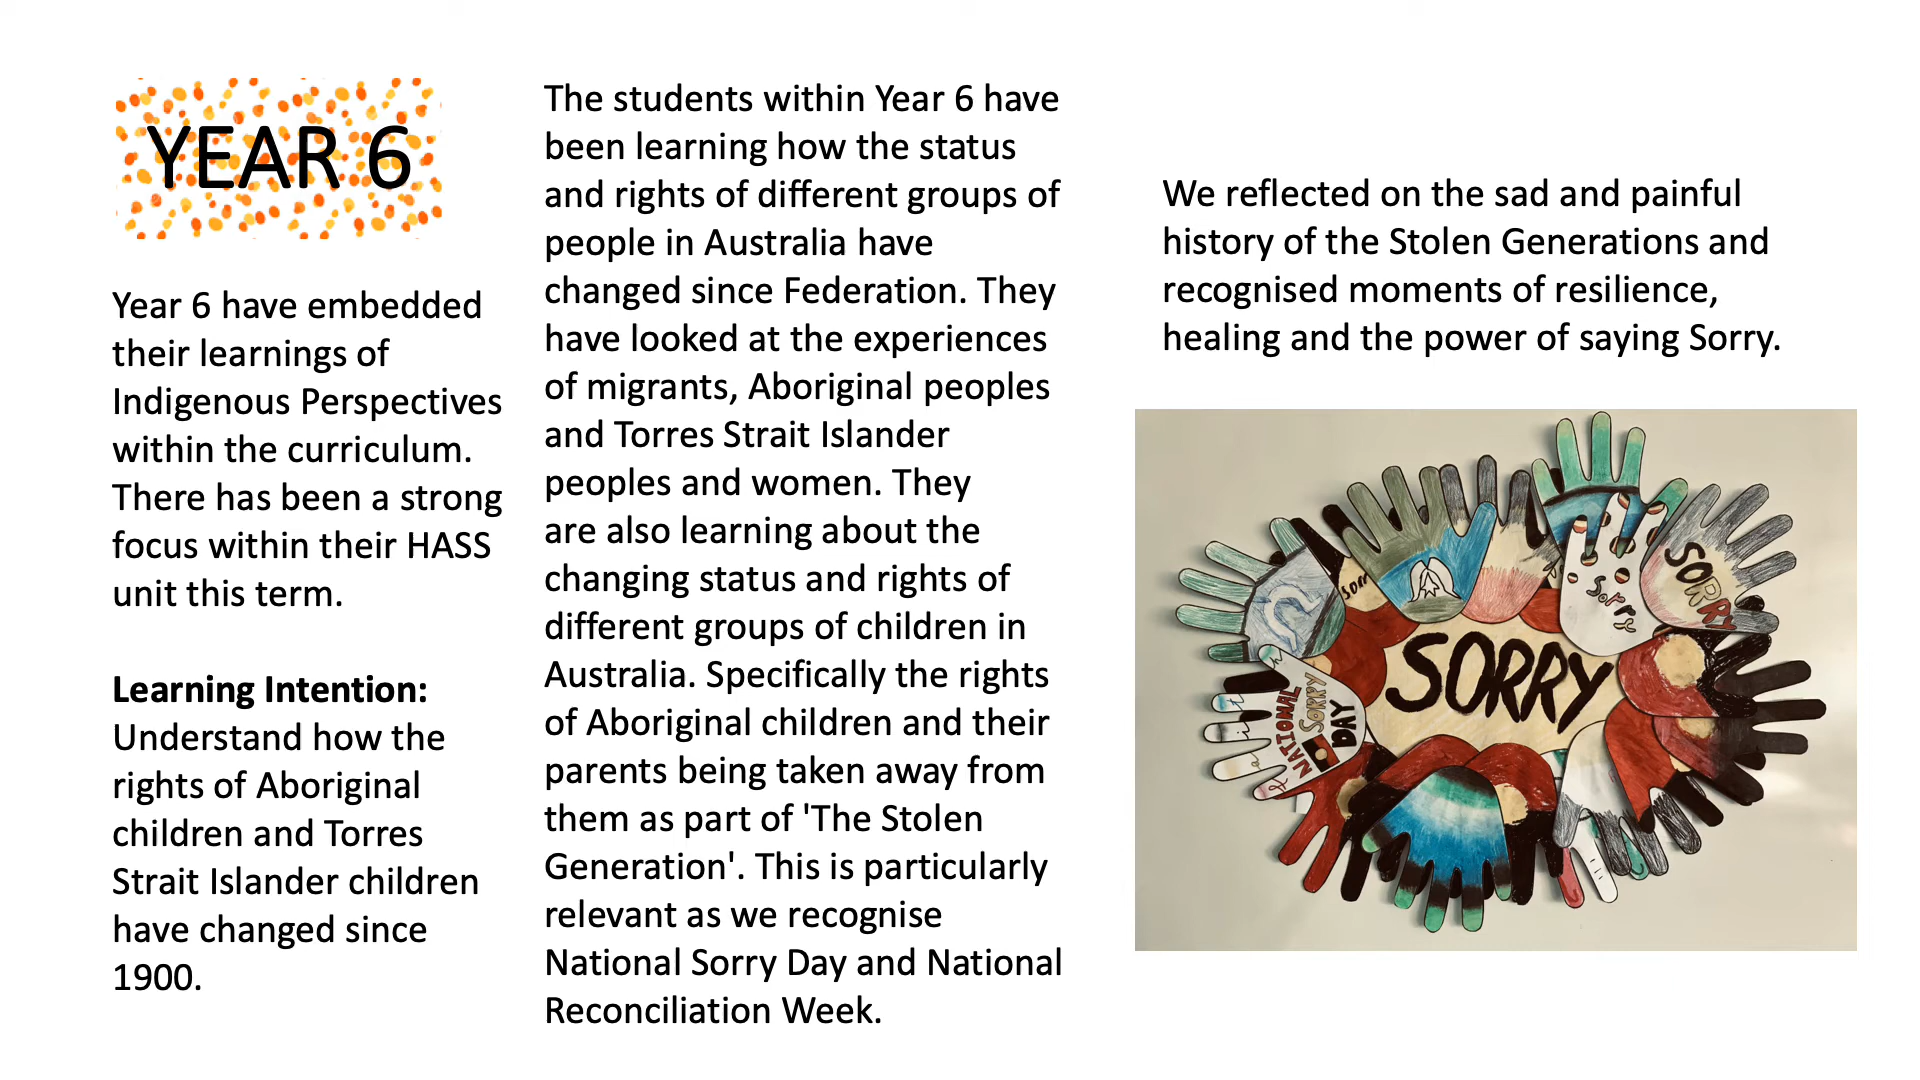 YEAR 6
Year 6 have embedded
their learnings of
Indigenous Perspectives
within the curriculum.
There has been a strong
focus within their HASS
unit this term.
Learning Intention:
Understand how the
rights of Aboriginal
children and Torres
Strait Islander children
have changed since
1900.
The students within Year 6 have
been learning how the status
and rights of different groups of
people in Australia have
changed since Federation. They
have looked at the experiences
of migrants, Aboriginal peoples
and Torres Strait Islander
peoples and women. They
are also learning about the
changing status and rights of
different groups of children in
Australia. Specifically the rights
of Aboriginal children and their
parents being taken away from
them as part of 'The Stolen
Generation'. This is particularly
relevant as we recognise
National Sorry Day and National
Reconciliation Week.
We reflected on the sad and painful
history of the Stolen Generations and
recognised moments of resilience,
healing and the power of saying Sorry.
sorry
SORRY
SORRY
NATIONAL
SORRY
DAY